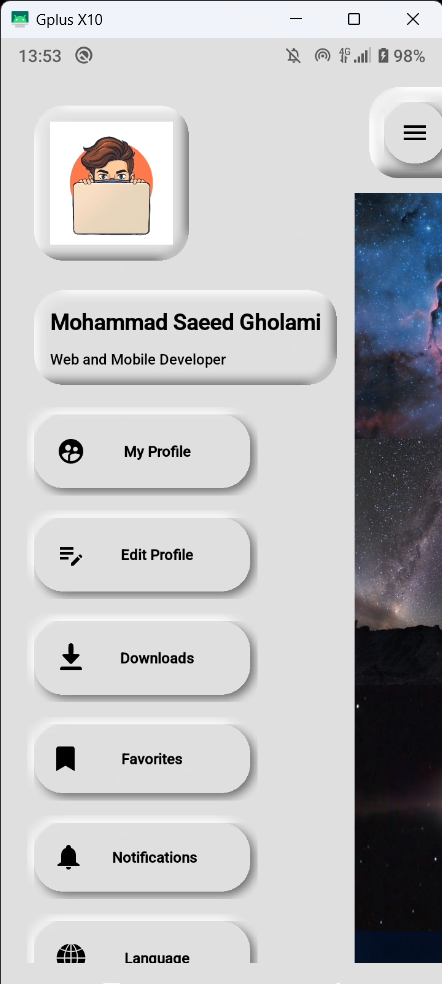 Gplus X10
13:53
4G
98%
Mohammad Saeed Gholami
Web and Mobile Developer
My Profile
Edit Profile
Downloads
Favorites
Notifications
Language